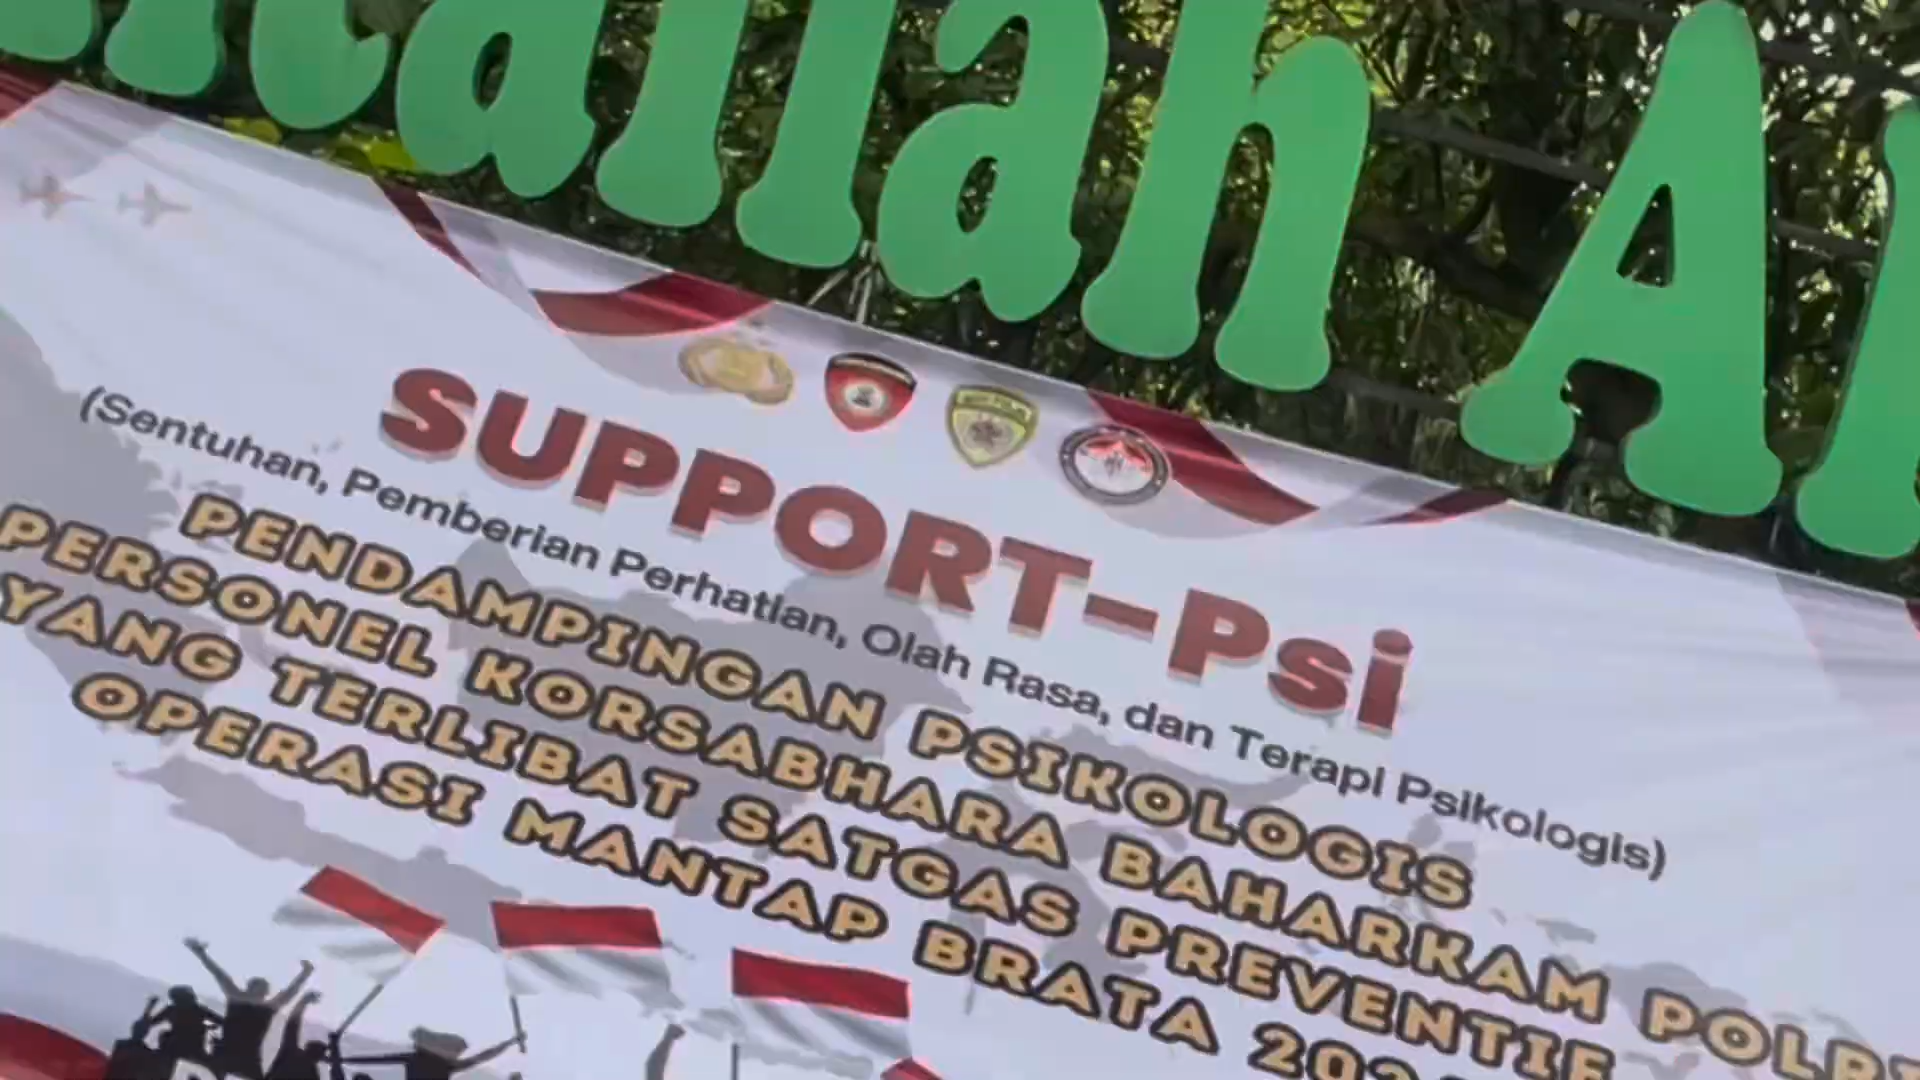 SUPPORT-Psi
(Sentuhan, Pemberian Perhatian, Olah Rasa, dan Terapi Psikologis)
PENDAMPINGAN PSIKOLOGIS
PERSONEL KORSABHARA BAHARKAM POLRI
YANG TERLIBAT SATGAS PREVENTIF
OPERASI MANTAP BRATA